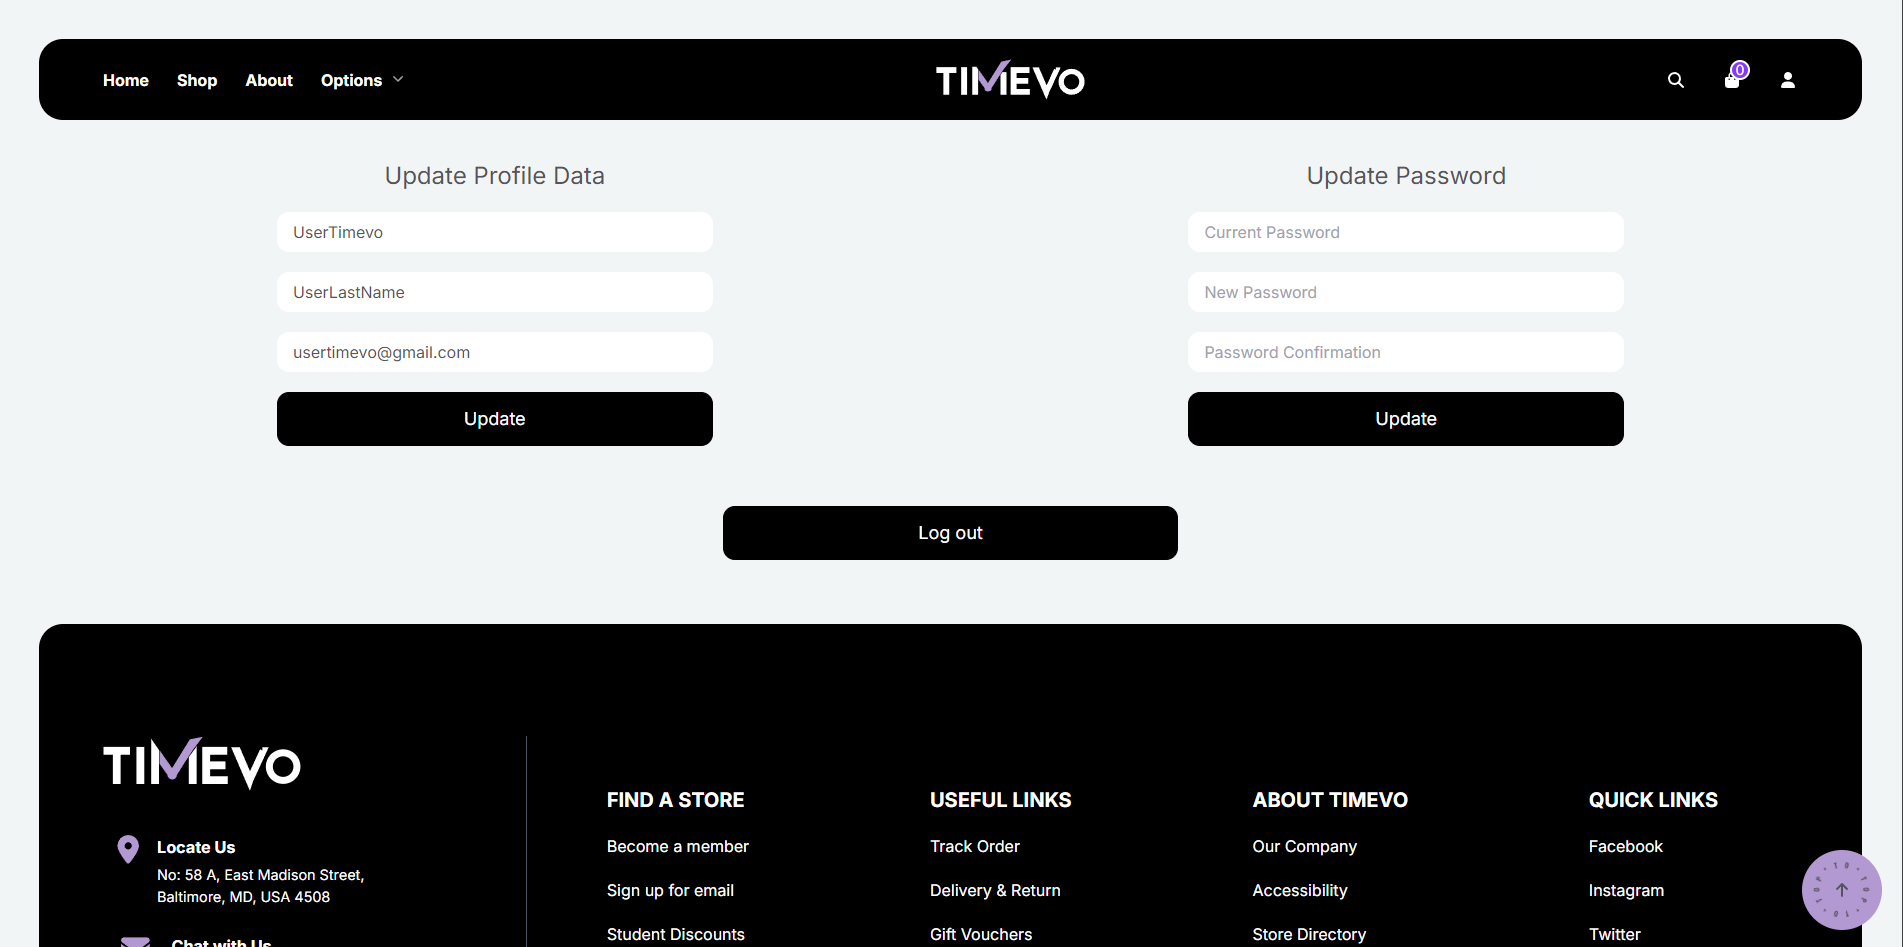 Home Shop About Options
TIMEVO
0
Update Profile Data
UserTimevo
UserLastName
usertimevo@gmail.com
Update
Update Password
Current Password
New Password
Password Confirmation
Update
Log out
TIMEVO
Locate Us
No: 58 A, East Madison Street,
Baltimore, MD, USA 4508
Chat with Us
FIND A STORE
Become a member
Sign up for email
Student Discounts
USEFUL LINKS
Track Order
Delivery & Return
Gift Vouchers
ABOUT TIMEVO
Our Company
Accessibility
Store Directory
QUICK LINKS
Facebook
Instagram
Twitter